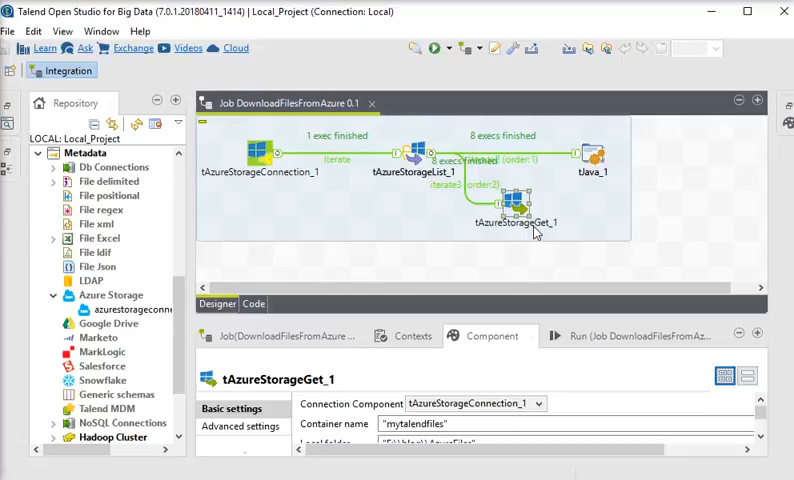 Talend Open Studio for Big Data (7.0.1.20180411_1414) | Local_Project (Connection: Local)
File Edit View Window Help
Learn Ask Exchange Videos Cloud
Integration
Repository
LOCAL: Local_Project
Metadata
Db Connections
File delimited
File positional
File regex
File xml
File Excel
File ldif
File Json
LDAP
Azure Storage
azurestorageconne
Google Drive
Marketo
MarkLogic
Salesforce
Snowflake
Generic schemas
Talend MDM
NoSQL Connections
Hadoop Cluster
Job DownloadFilesFromAzure 0.1
1 exec finished
8 execs finished
Iterate
8 execs finished
(order:1)
tAzureStorageConnection_1
tAzureStorageList_1
tJava_1
iterate3 (order:2)
tAzureStorageGet_1
Designer Code
Job(DownloadFilesFromAzure ...
Contexts
Component
Run (Job DownloadFilesFromAz...
tAzureStorageGet_1
Basic settings
Advanced settings
Connection Component tAzureStorageConnection_1
Container name "mytalendfiles"
Local folder